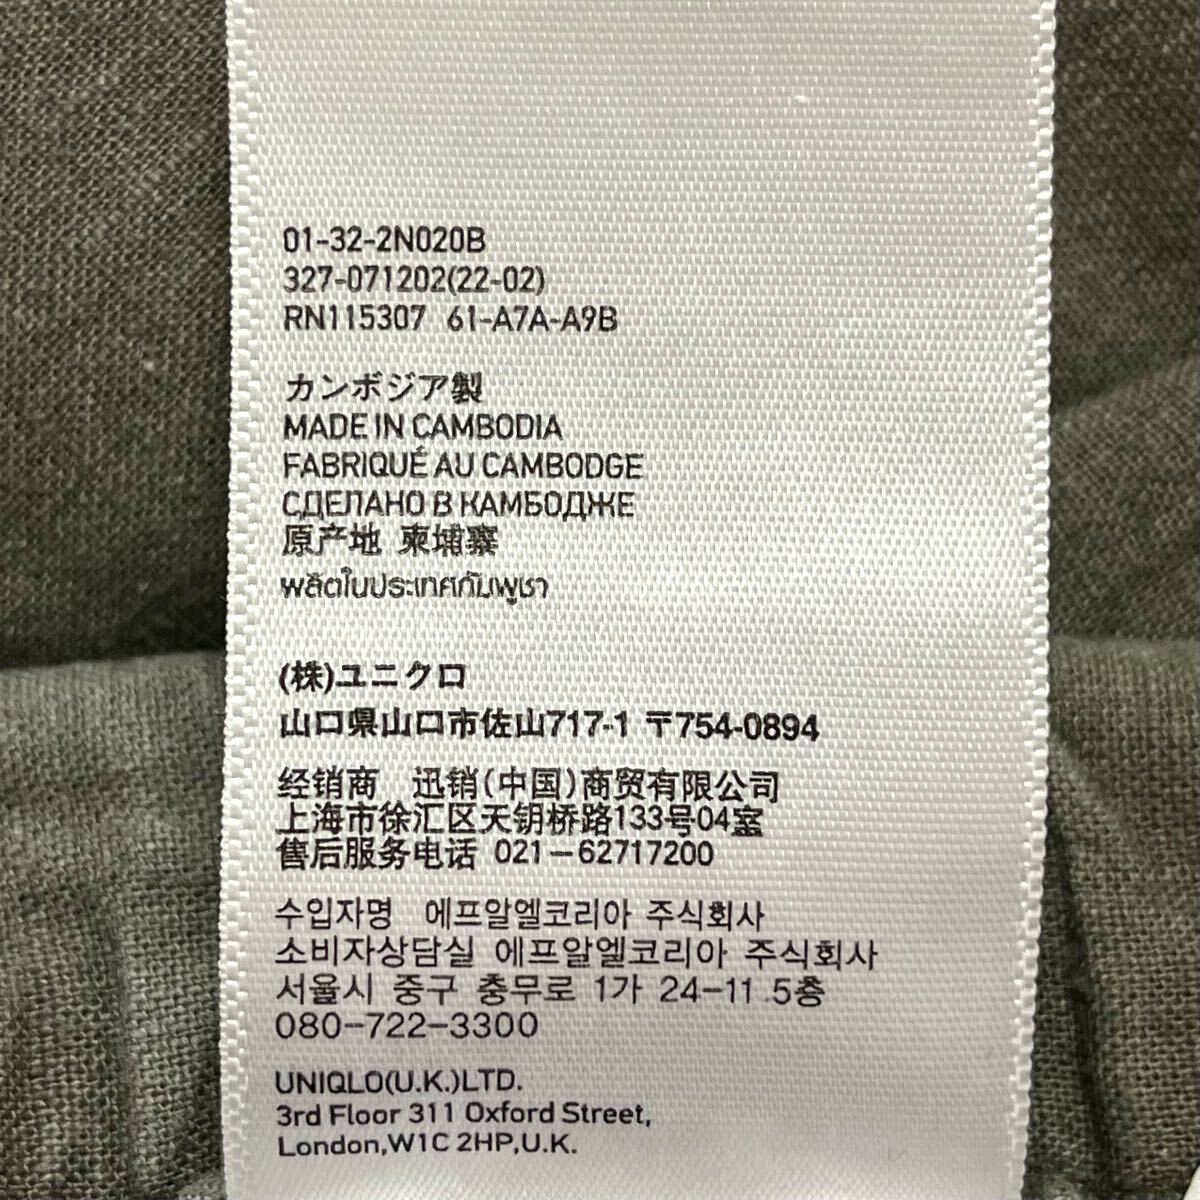 01-32-2N020B
327-071202(22-02)
RN115307 61-A7A-A9B
カンボジア製
MADE IN CAMBODIA
FABRIQUÉ AU CAMBODGE
СДЕЛАНО В КАМБОДЖЕ
原产地 柬埔寨
ผลิตในประเทศกัมพูชา
(株)ユニクロ
山口県山口市佐山717-1 〒754-0894
经销商 迅销(中国)商贸有限公司
上海市徐汇区天钥桥路133号04室
售后服务电话 021-62717200
수입자명 에프알엘코리아 주식회사
소비자상담실 에프알엘코리아 주식회사
서울시 중구 충무로 1가 24-11 5층
080-722-3300
UNIQLO(U.K.)LTD.
3rd Floor 311 Oxford Street,
London,W1C 2HP,U.K.